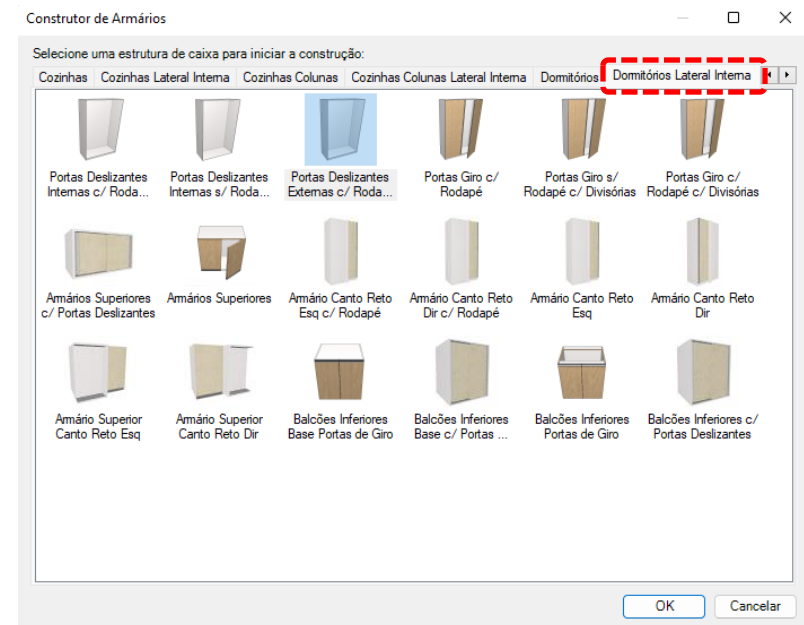 Construtor de Armários
Selecione uma estrutura de caixa para iniciar a construção:
Cozinhas Cozinhas Lateral Interna Cozinhas Colunas Cozinhas Colunas Lateral Interna Dormitórios Dormitórios Lateral Interna
Portas Deslizantes
Internas c/ Roda...
Portas Deslizantes
Internas s/ Roda...
Portas Deslizantes
Externas c/ Roda...
Portas Giro c/
Rodapé
Portas Giro s/
Rodapé c/ Divisórias
Portas Giro c/
Rodapé c/ Divisórias
Armários Superiores
c/ Portas Deslizantes
Armários Superiores
Armário Canto Reto
Esq c/ Rodapé
Armário Canto Reto
Dir c/ Rodapé
Armário Canto Reto
Esq
Armário Canto Reto
Dir
Armário Superior
Canto Reto Esq
Armário Superior
Canto Reto Dir
Balcões Inferiores
Base Portas de Giro
Balcões Inferiores
Base c/ Portas ...
Balcões Inferiores
Portas de Giro
Balcões Inferiores c/
Portas Deslizantes
OK
Cancelar